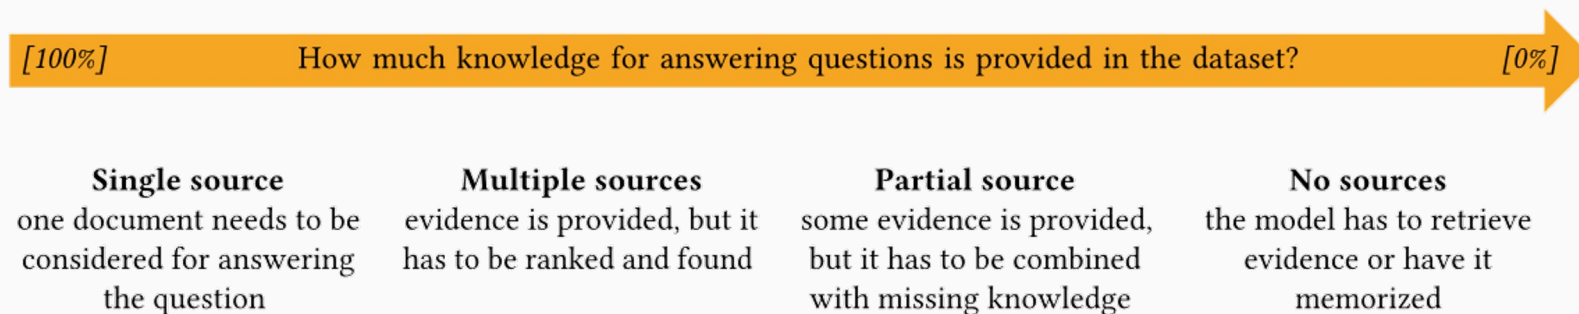 [100%] How much knowledge for answering questions is provided in the dataset? [0%]
Single source
one document needs to be
considered for answering
the question
Multiple sources
evidence is provided, but it
has to be ranked and found
Partial source
some evidence is provided,
but it has to be combined
with missing knowledge
No sources
the model has to retrieve
evidence or have it
memorized